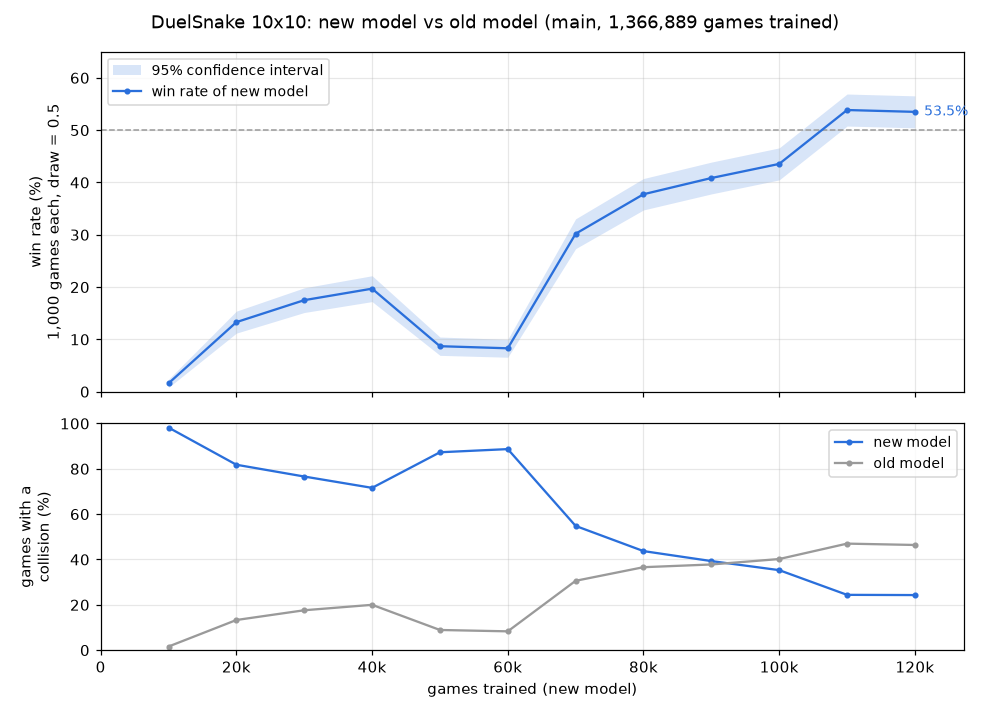 DuelSnake 10x10: new model vs old model (main, 1,366,889 games trained)
95% confidence interval
win rate of new model
60
50
40
30
20
10
0
win rate (%)
1,000 games each, draw = 0.5
53.5%
100
80
60
40
20
0
games with a
collision (%)
new model
old model
0 20k 40k 60k 80k 100k 120k
games trained (new model)